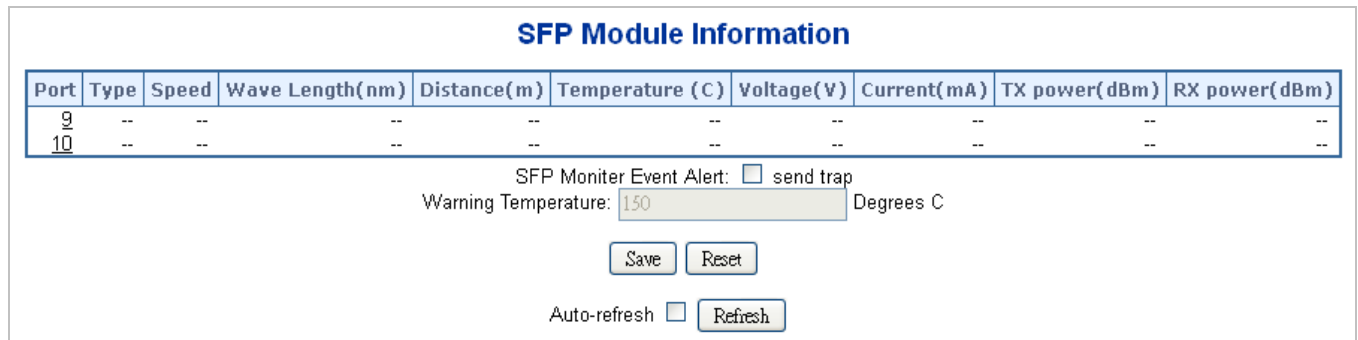 SFP Module Information
Port Type Speed Wave Length(nm) Distance(m) Temperature (C) Voltage(V) Current(mA) TX power(dBm) RX power(dBm)
9 -- -- -- -- -- -- -- -- --
10 -- -- -- -- -- -- -- -- --
SFP Moniter Event Alert: send trap
Warning Temperature: 150 Degrees C
Save Reset
Auto-refresh Refresh